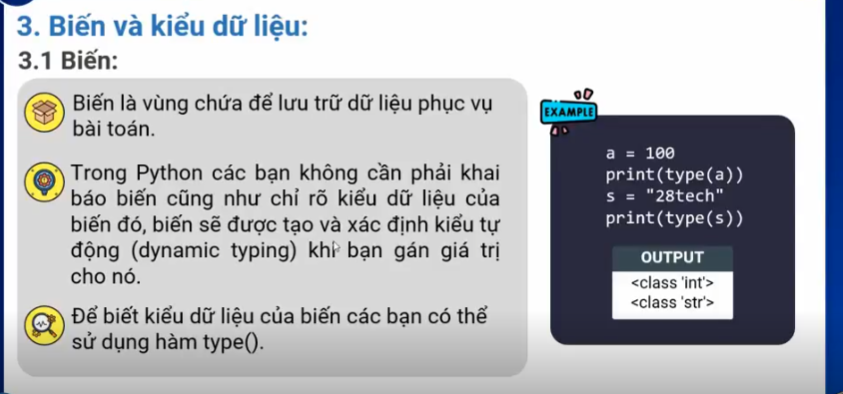 3. Biến và kiểu dữ liệu:
3.1 Biến:
Biến là vùng chứa để lưu trữ dữ liệu phục vụ
bài toán.
Trong Python các bạn không cần phải khai
báo biến cũng như chỉ rõ kiểu dữ liệu của
biến đó, biến sẽ được tạo và xác định kiểu tự
động (dynamic typing) khi bạn gán giá trị
cho nó.
Để biết kiểu dữ liệu của biến các bạn có thể
sử dụng hàm type().
EXAMPLE
a = 100
print(type(a))
s = "28tech"
print(type(s))
OUTPUT
<class 'int'>
<class 'str'>